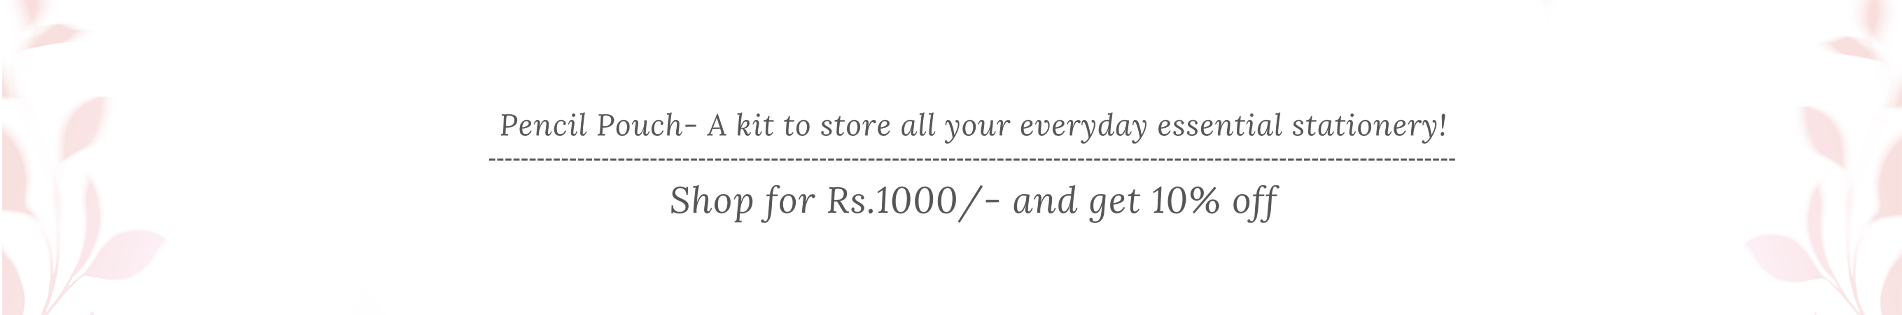 Pencil Pouch- A kit to store all your everyday essential stationery!
Shop for Rs.1000/- and get 10% off